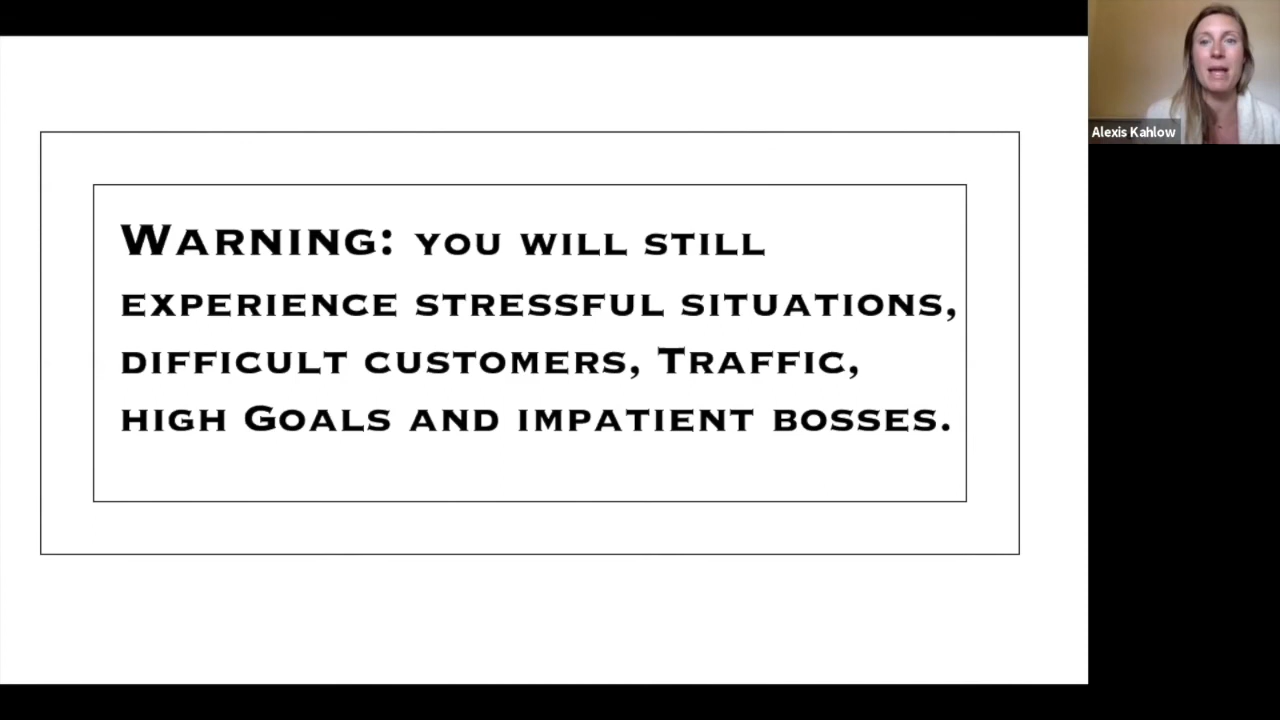 Warning: you will still
experience stressful situations,
difficult customers, Traffic,
high Goals and impatient bosses.
Alexis Kahlow